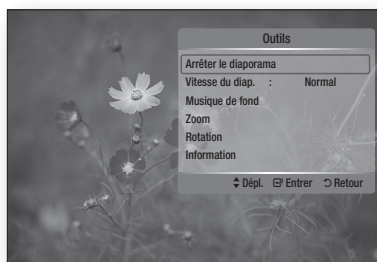 Outils
Arrêter le diaporama
Vitesse du diap. : Normal
Musique de fond
Zoom
Rotation
Information
Dépl. Entrer Retour